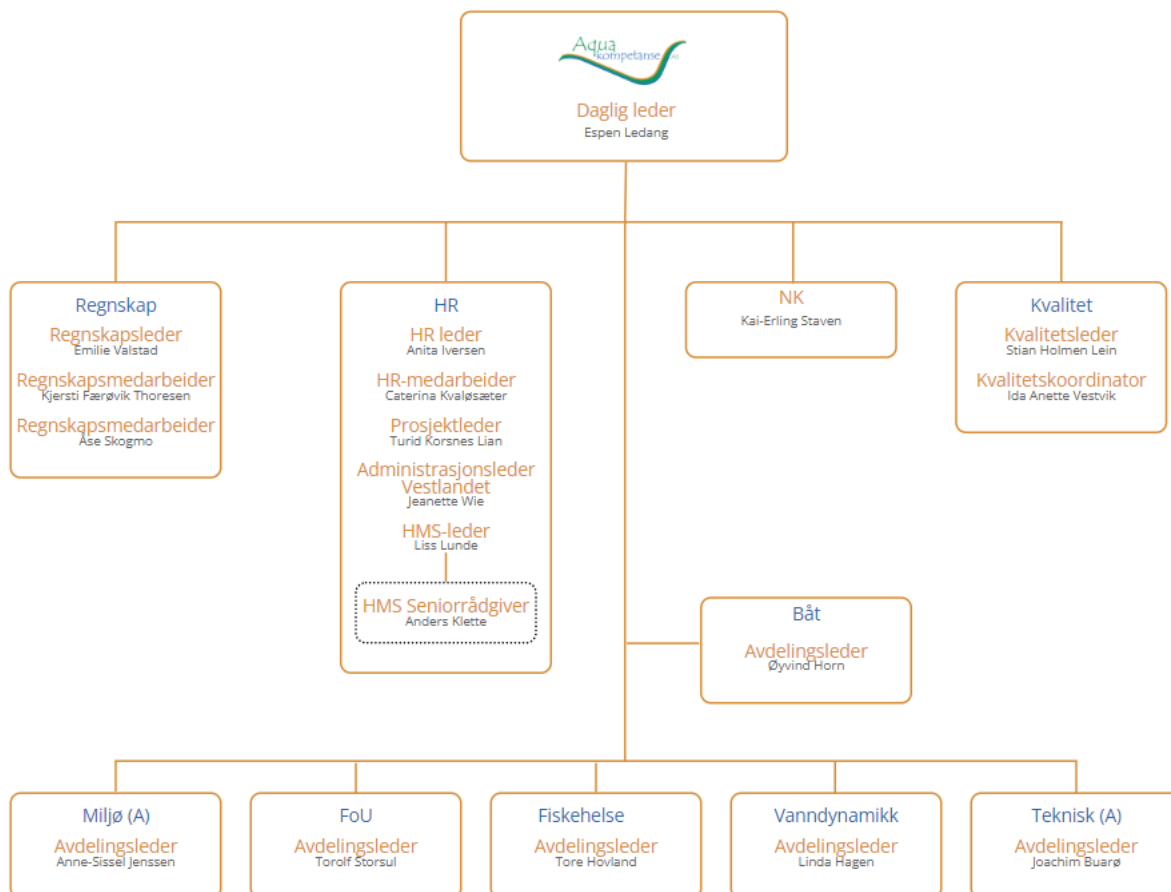 Aqua
kompetanse AS
Daglig leder
Espen Ledang
Regnskap
Regnskapsleder
Emilie Valstad
Regnskapsmedarbeider
Kjersti Færøvik Thoresen
Regnskapsmedarbeider
Åse Skogmo
HR
HR leder
Anita Iversen
HR-medarbeider
Caterina Kvaløsæter
Prosjektleder
Turid Korsnes Lian
Administrasjonsleder
Vestlandet
Jeanette Wie
HMS-leder
Liss Lunde
HMS Seniorrådgiver
Anders Klette
NK
Kai-Erling Staven
Kvalitet
Kvalitetsleder
Stian Holmen Lein
Kvalitetskoordinator
Ida Anette Vestvik
Båt
Avdelingsleder
Øyvind Horn
Miljø (A)
Avdelingsleder
Anne-Sissel Jenssen
FoU
Avdelingsleder
Torolf Storsul
Fiskehelse
Avdelingsleder
Tore Hovland
Vanndynamikk
Avdelingsleder
Linda Hagen
Teknisk (A)
Avdelingsleder
Joachim Buarø